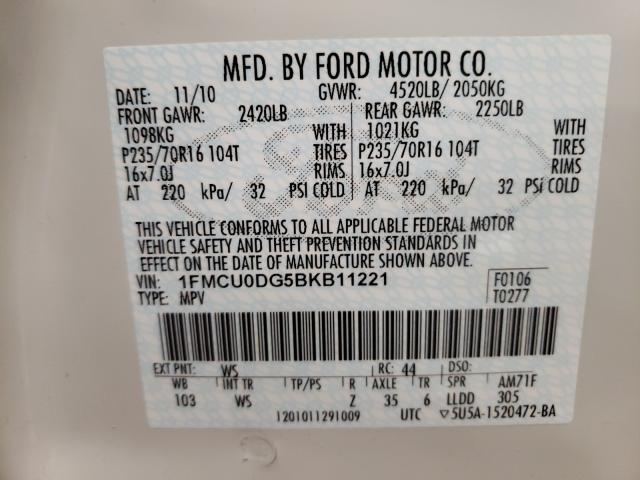 MFD. BY FORD MOTOR CO.
DATE: 11/10 GVWR: 4520LB/ 2050KG
FRONT GAWR: 2420LB REAR GAWR: 2250LB
1098KG WITH 1021KG WITH
P235/70R16 104T TIRES P235/70R16 104T TIRES
16x7.0J RIMS 16x7.0J RIMS
AT 220 kPa/ 32 PSI COLD AT 220 kPa/ 32 PSi COLD
THIS VEHICLE CONFORMS TO ALL APPLICABLE FEDERAL MOTOR
VEHICLE SAFETY AND THEFT PREVENTION STANDARDS IN
EFFECT ON THE DATE OF MANUFACTURE SHOWN ABOVE.
VIN: 1FMCU0DG5BKB11221 F0106
TYPE: MPV T0277
EXT PNT: WS RC: 44 DSO:
WB INT TR TP/PS R AXLE TR SPR AM71F
103 WS Z 35 6 LLDD 305
1201011291009 UTC ▽5U5A-1520472-BA
Ford